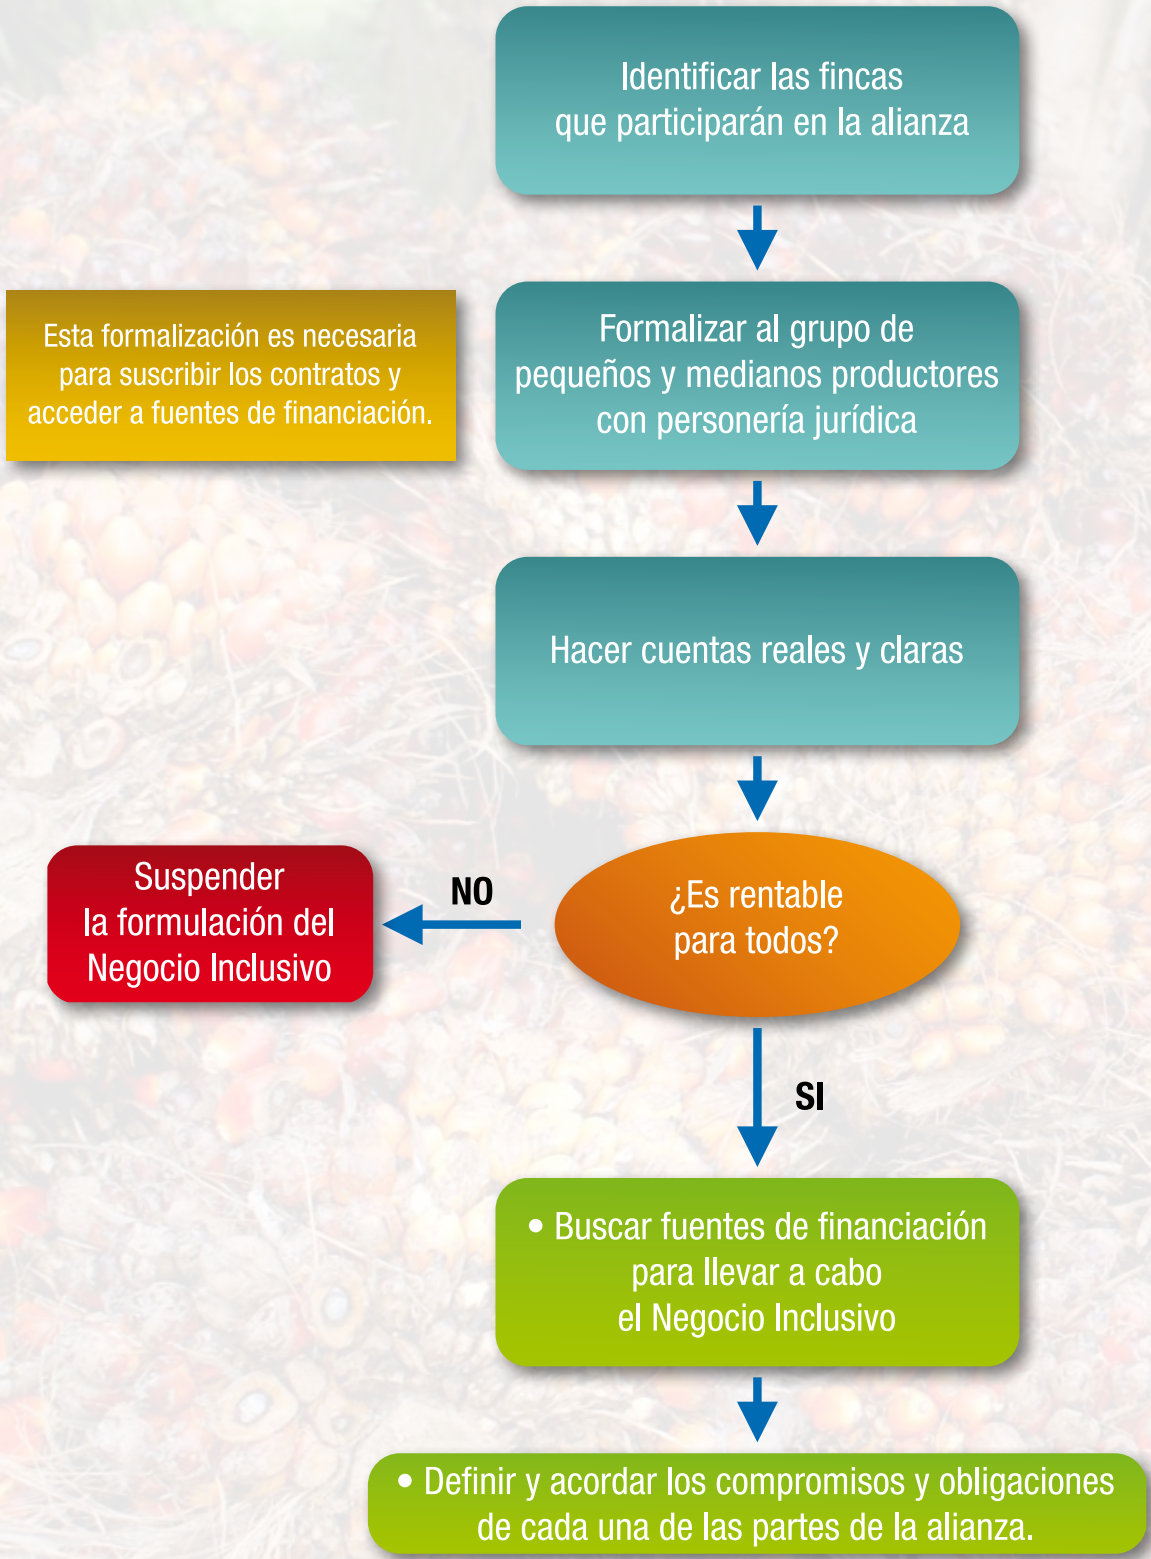 Identificar las fincas
que participarán en la alianza
Esta formalización es necesaria
para suscribir los contratos y
acceder a fuentes de financiación.
Formalizar al grupo de
pequeños y medianos productores
con personería jurídica
Hacer cuentas reales y claras
¿Es rentable
para todos?
NO
Suspender
la formulación del
Negocio Inclusivo
SI
• Buscar fuentes de financiación
para llevar a cabo
el Negocio Inclusivo
• Definir y acordar los compromisos y obligaciones
de cada una de las partes de la alianza.